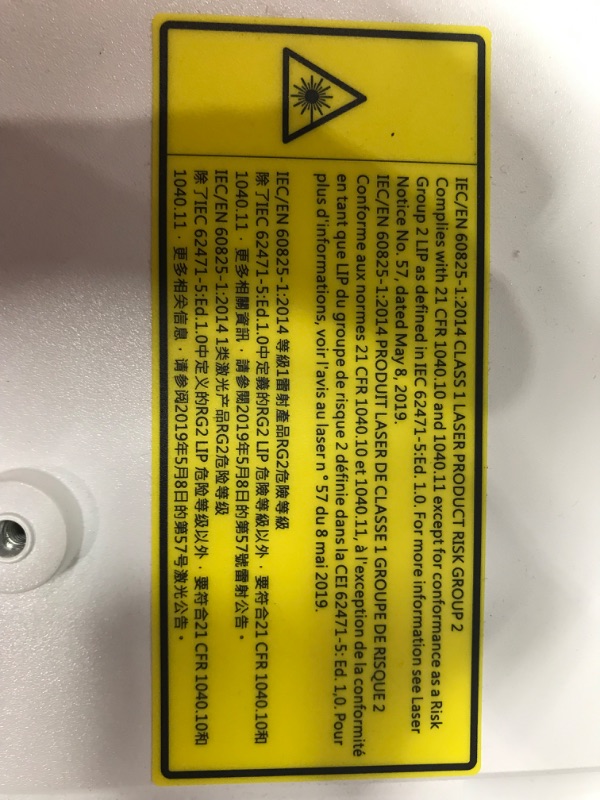 IEC/EN 60825-1:2014 CLASS 1 LASER PRODUCT RISK GROUP 2
Complies with 21 CFR 1040.10 and 1040.11 except for conformance as a Risk
Group 2 LIP as defined in IEC 62471-5:Ed. 1.0. For more information see Laser
Notice No. 57, dated May 8, 2019.
IEC/EN 60825-1:2014 PRODUIT LASER DE CLASSE 1 GROUPE DE RISQUE 2
Conforme aux normes 21 CFR 1040.10 et 1040.11, à l'exception de la conformité
en tant que LIP du groupe de risque 2 définie dans la CEI 62471-5: Ed. 1,0. Pour
plus d'informations, voir l'avis au laser n ° 57 du 8 mai 2019.
IEC/EN 60825-1:2014 等級1雷射產品RG2危險等級
除了IEC 62471-5:Ed.1.0中定義的RG2 LIP 危險等級以外，要符合21 CFR 1040.10和
1040.11，更多相關資訊，請參閱2019年5月8日的第57號雷射公告。
IEC/EN 60825-1:2014 1类激光产品RG2危险等级
除了IEC 62471-5:Ed.1.0中定义的RG2 LIP 危险等级以外，要符合21 CFR 1040.10和
1040.11，更多相关信息，请参阅2019年5月8日的第57号激光公告。